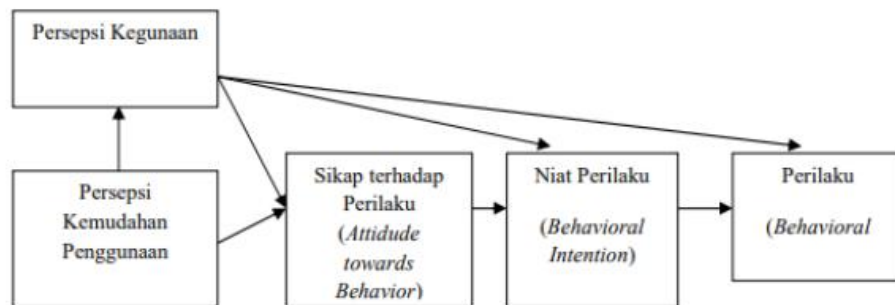 Persepsi Kegunaan
Persepsi
Kemudahan
Penggunaan
Sikap terhadap
Perilaku
(Attidude
towards
Behavior)
Niat Perilaku
(Behavioral
Intention)
Perilaku
(Behavioral